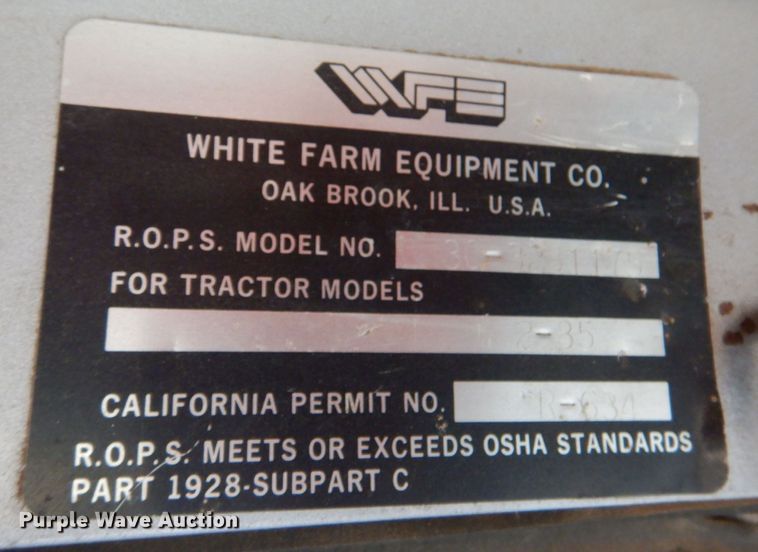 WFE
WHITE FARM EQUIPMENT CO.
OAK BROOK, ILL. U.S.A.
R.O.P.S. MODEL NO.
FOR TRACTOR MODELS
CALIFORNIA PERMIT NO.
R.O.P.S. MEETS OR EXCEEDS OSHA STANDARDS
PART 1928-SUBPART C
Purple Wave Auction